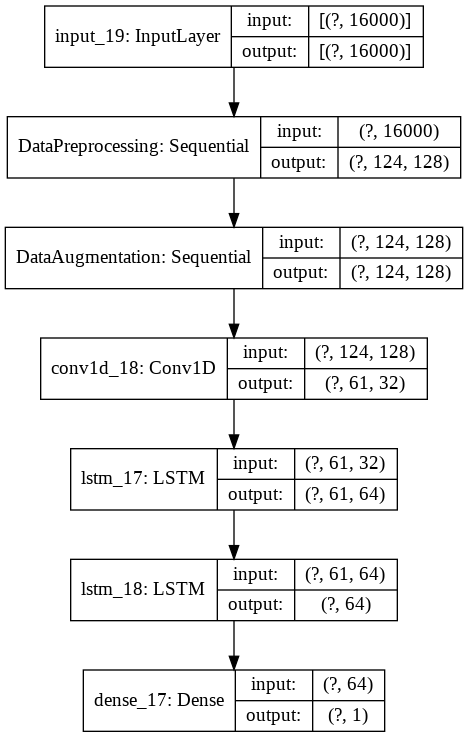 input_19: InputLayer
input:
[(?, 16000)]
output:
[(?, 16000)]
DataPreprocessing: Sequential
input:
(?, 16000)
output:
(?, 124, 128)
DataAugmentation: Sequential
input:
(?, 124, 128)
output:
(?, 124, 128)
conv1d_18: Conv1D
input:
(?, 124, 128)
output:
(?, 61, 32)
lstm_17: LSTM
input:
(?, 61, 32)
output:
(?, 61, 64)
lstm_18: LSTM
input:
(?, 61, 64)
output:
(?, 64)
dense_17: Dense
input:
(?, 64)
output:
(?, 1)